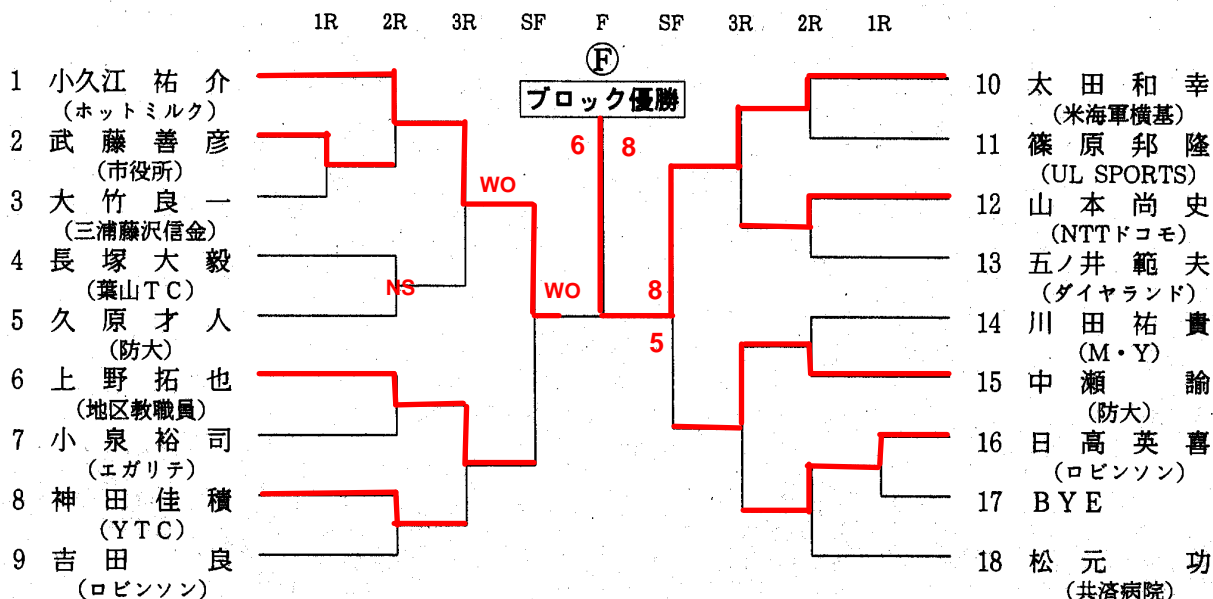 1R 2R 3R SF F SF 3R 2R 1R
Ⓕ
ブロック優勝
6 8
1 小久江 祐 介
(ホットミルク)
2 武 藤 善 彦
(市役所)
3 大 竹 良 一
(三浦藤沢信金)
4 長 塚 大 毅
(葉山TC)
5 久 原 才 人
(防大)
6 上 野 拓 也
(地区教職員)
7 小 泉 裕 司
(エガリテ)
8 神 田 佳 積
(YTC)
9 吉 田 良
(ロビンソン)
WO
NS
WO
8
5
10 太 田 和 幸
(米海軍横基)
11 篠 原 邦 隆
(UL SPORTS)
12 山 本 尚 史
(NTTドコモ)
13 五ノ井 範 夫
(ダイヤランド)
14 川 田 祐 貴
(M・Y)
15 中 瀬 諭
(防大)
16 日 高 英 喜
(ロビンソン)
17 BYE
18 松 元 功
(共済病院)